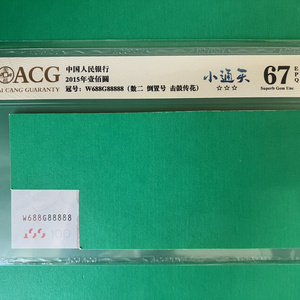 ACG
AI CANG GUARANTY
中国人民银行
2015年壹佰圆
冠号：W688G88888（数二 倒置号 击鼓传花）
小通天
☆☆☆
67 EPQ
Superb Gem Unc
W688G88888